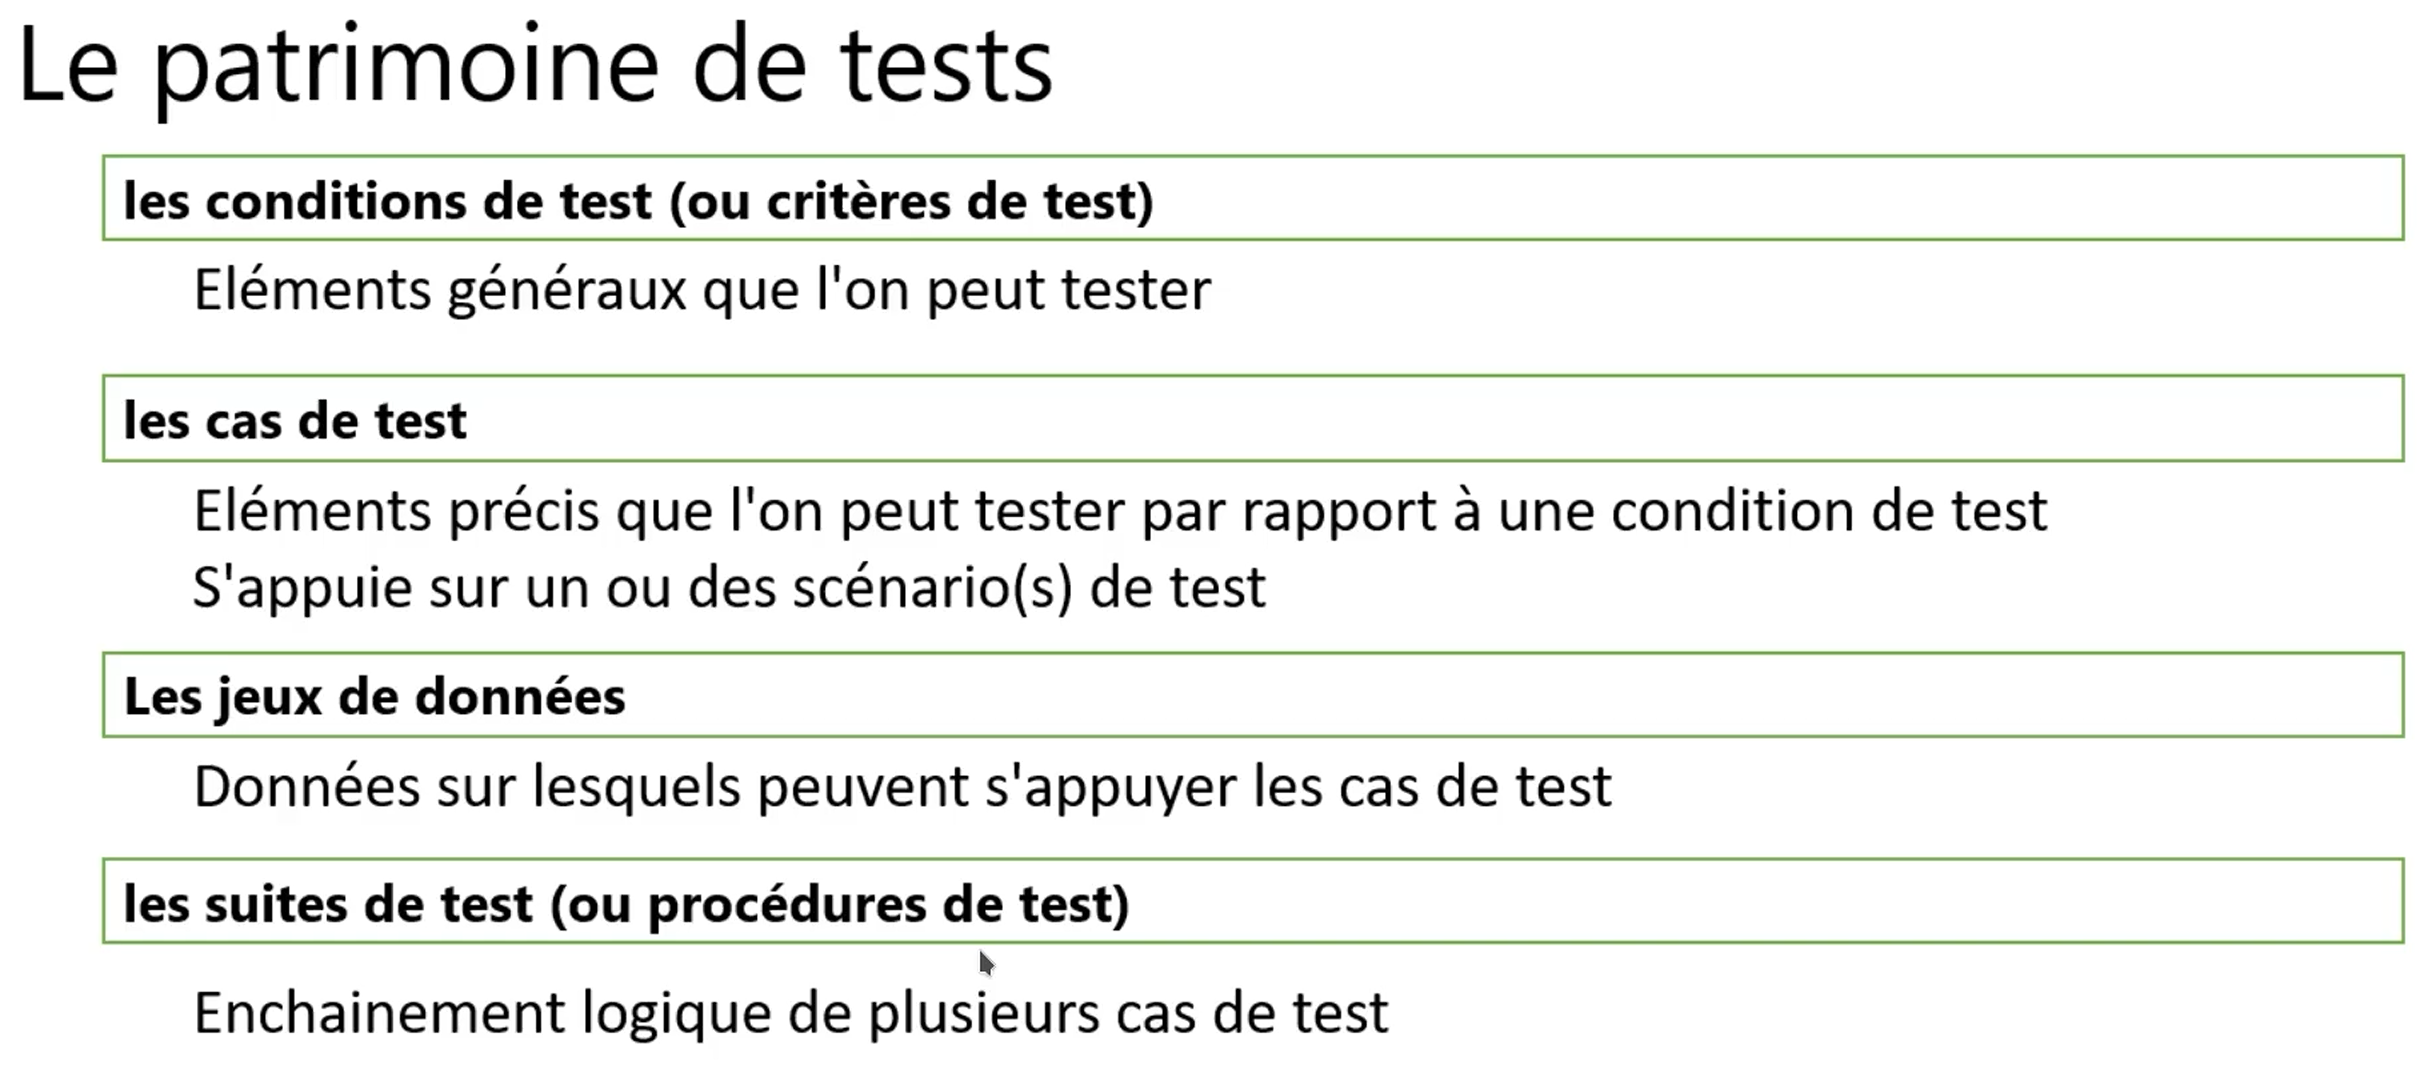 Le patrimoine de tests
les conditions de test (ou critères de test)
Eléments généraux que l'on peut tester
les cas de test
Eléments précis que l'on peut tester par rapport à une condition de test
S'appuie sur un ou des scénario(s) de test
Les jeux de données
Données sur lesquels peuvent s'appuyer les cas de test
les suites de test (ou procédures de test)
Enchainement logique de plusieurs cas de test